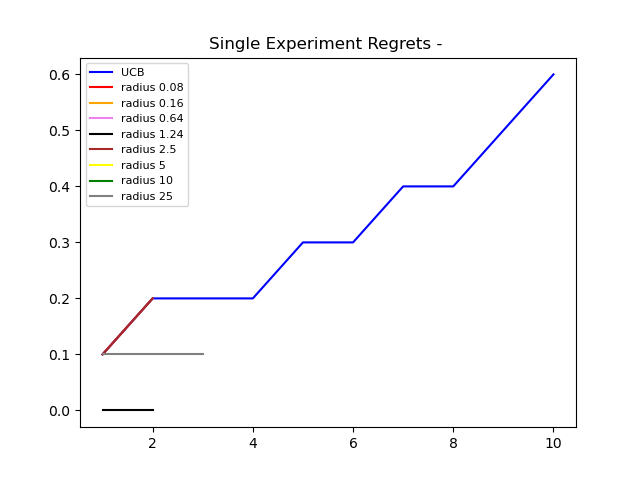 Single Experiment Regrets -
UCB
radius 0.08
radius 0.16
radius 0.64
radius 1.24
radius 2.5
radius 5
radius 10
radius 25
0.6
0.5
0.4
0.3
0.2
0.1
0.0
2 4 6 8 10